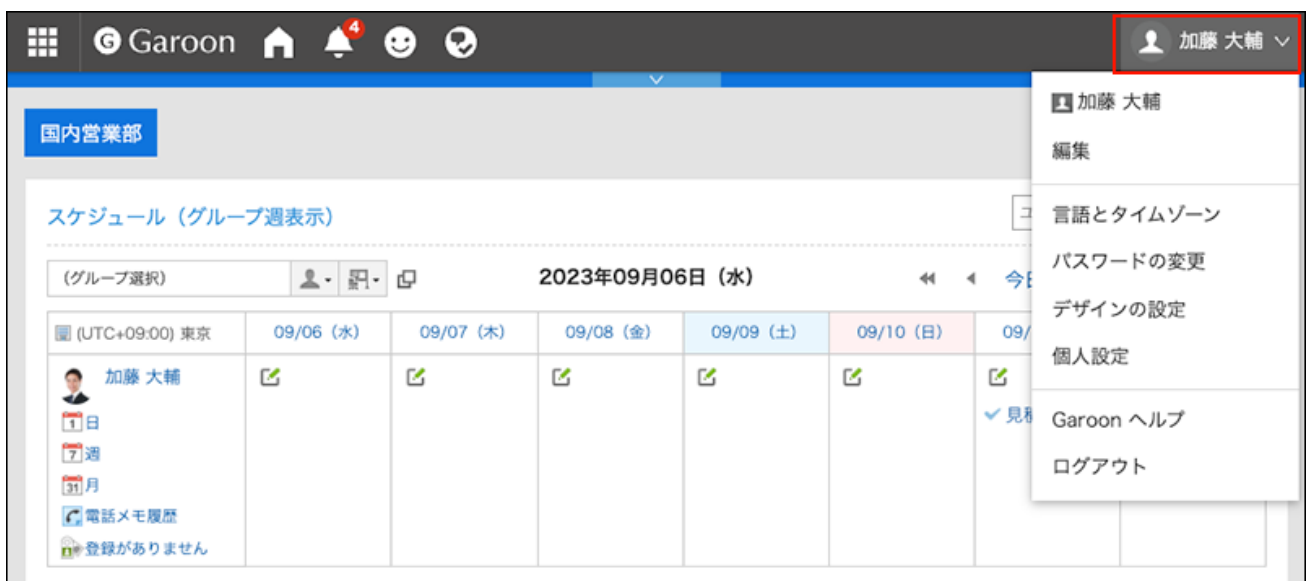 Garoon
4
加藤 大輔
加藤 大輔
編集
言語とタイムゾーン
パスワードの変更
デザインの設定
個人設定
Garoon ヘルプ
ログアウト
国内営業部
スケジュール（グループ週表示）
(グループ選択)
2023年09月06日（水）
(UTC+09:00) 東京
09/06（水）
09/07（木）
09/08（金）
09/09（土）
09/10（日）
09/
加藤 大輔
1 日
7 週
31 月
電話メモ履歴
登録がありません